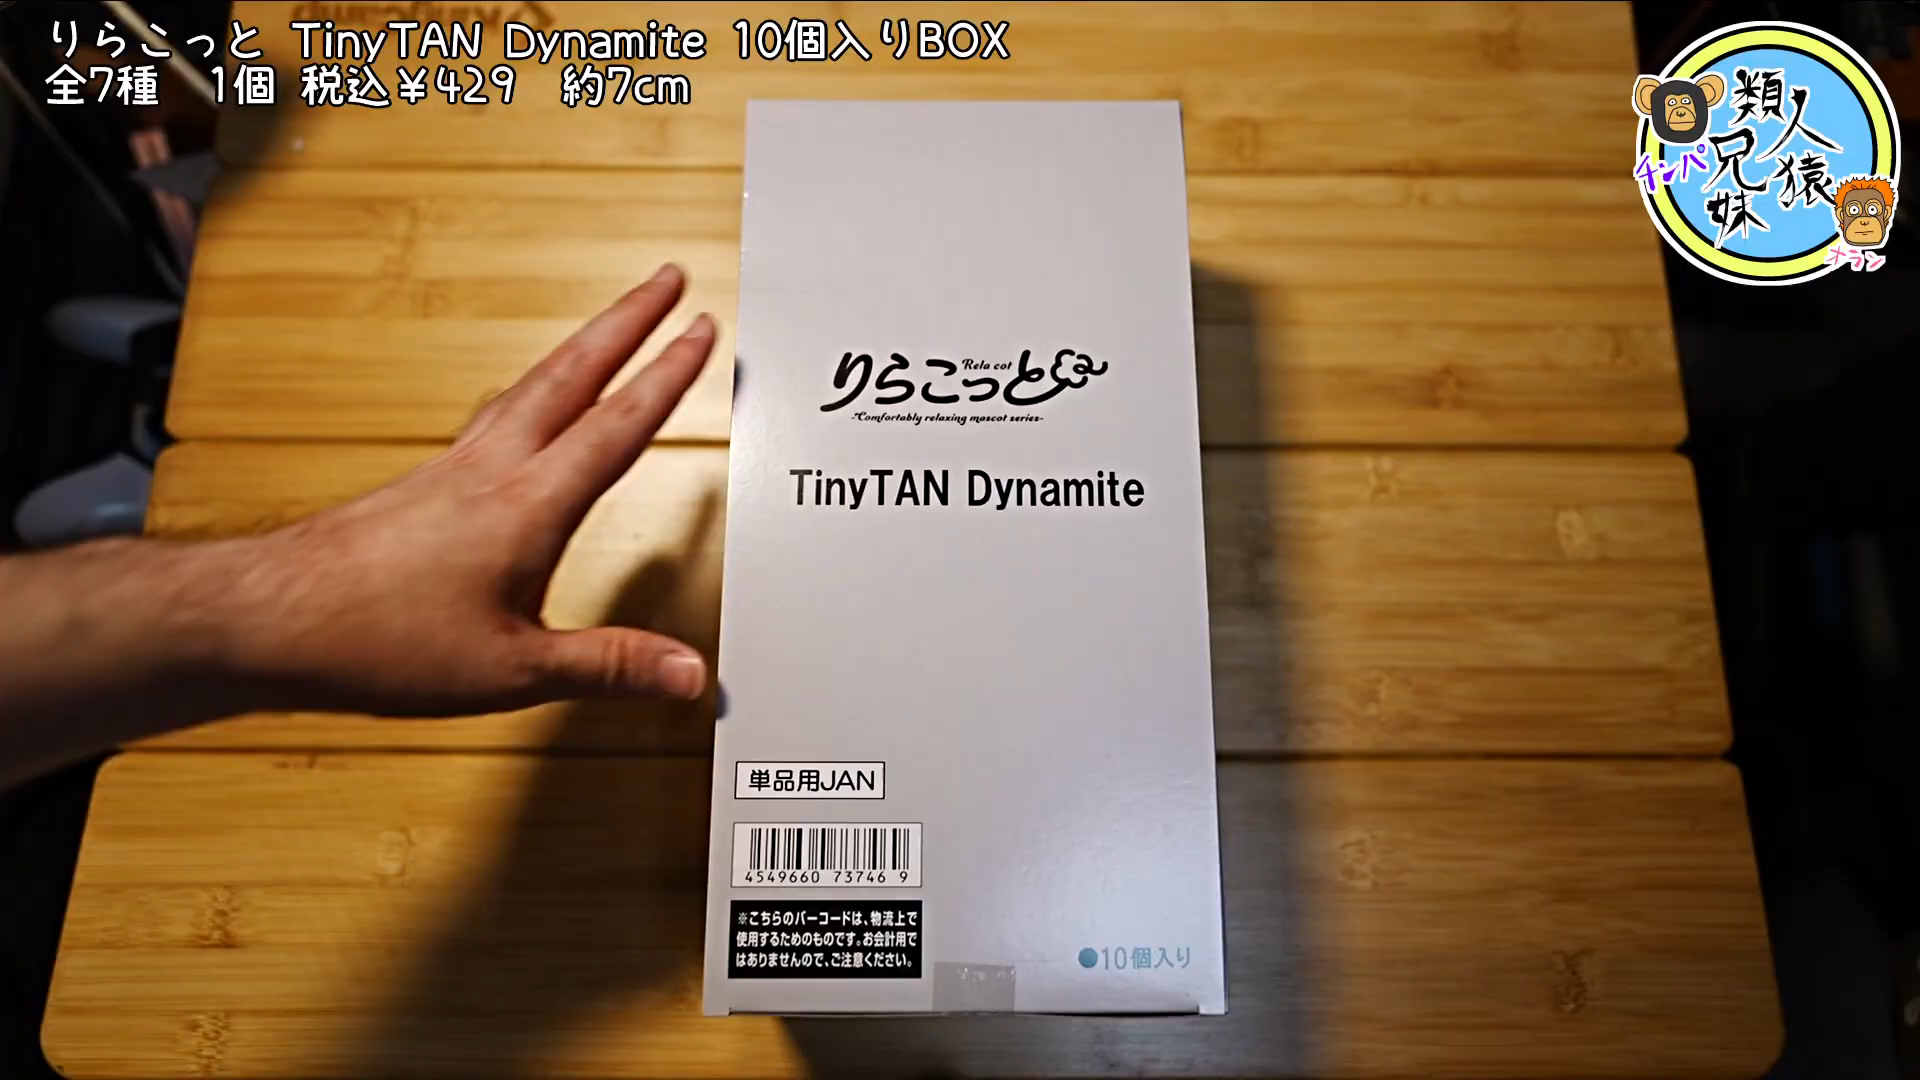 りらこっと TinyTAN Dynamite 10個入りBOX
全7種 1個 税込¥429 約7cm
類人猿
兄妹
チンパ
オラン
りらこっと
Rela cot
-Comfortably relaxing mascot series-
TinyTAN Dynamite
単品用JAN
4549660 73746 9
※こちらのバーコードは、物流上で
使用するためのものです。お会計用で
はありませんので、ご注意ください。
●10個入り